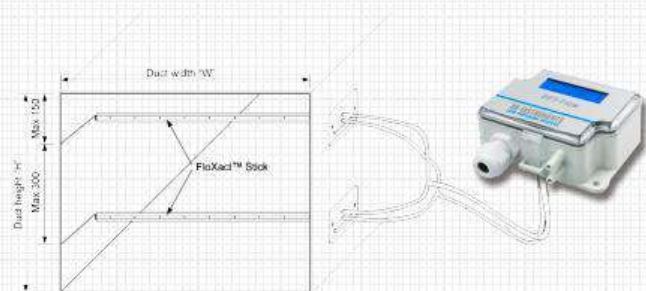 Duct width "W"
Max 150
FloXact™ Stick
Max 300
Duct height "H"